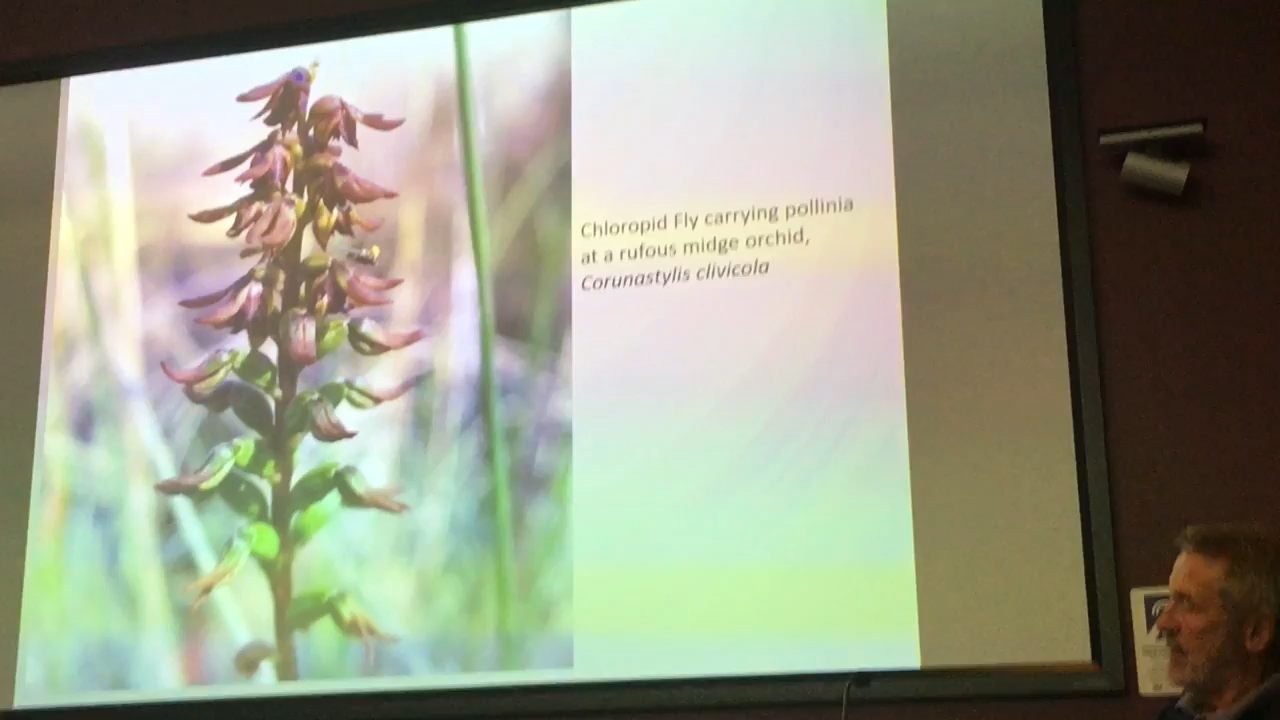 Chloropid Fly carrying pollinia
at a rufous midge orchid,
Corunastylis clivicola